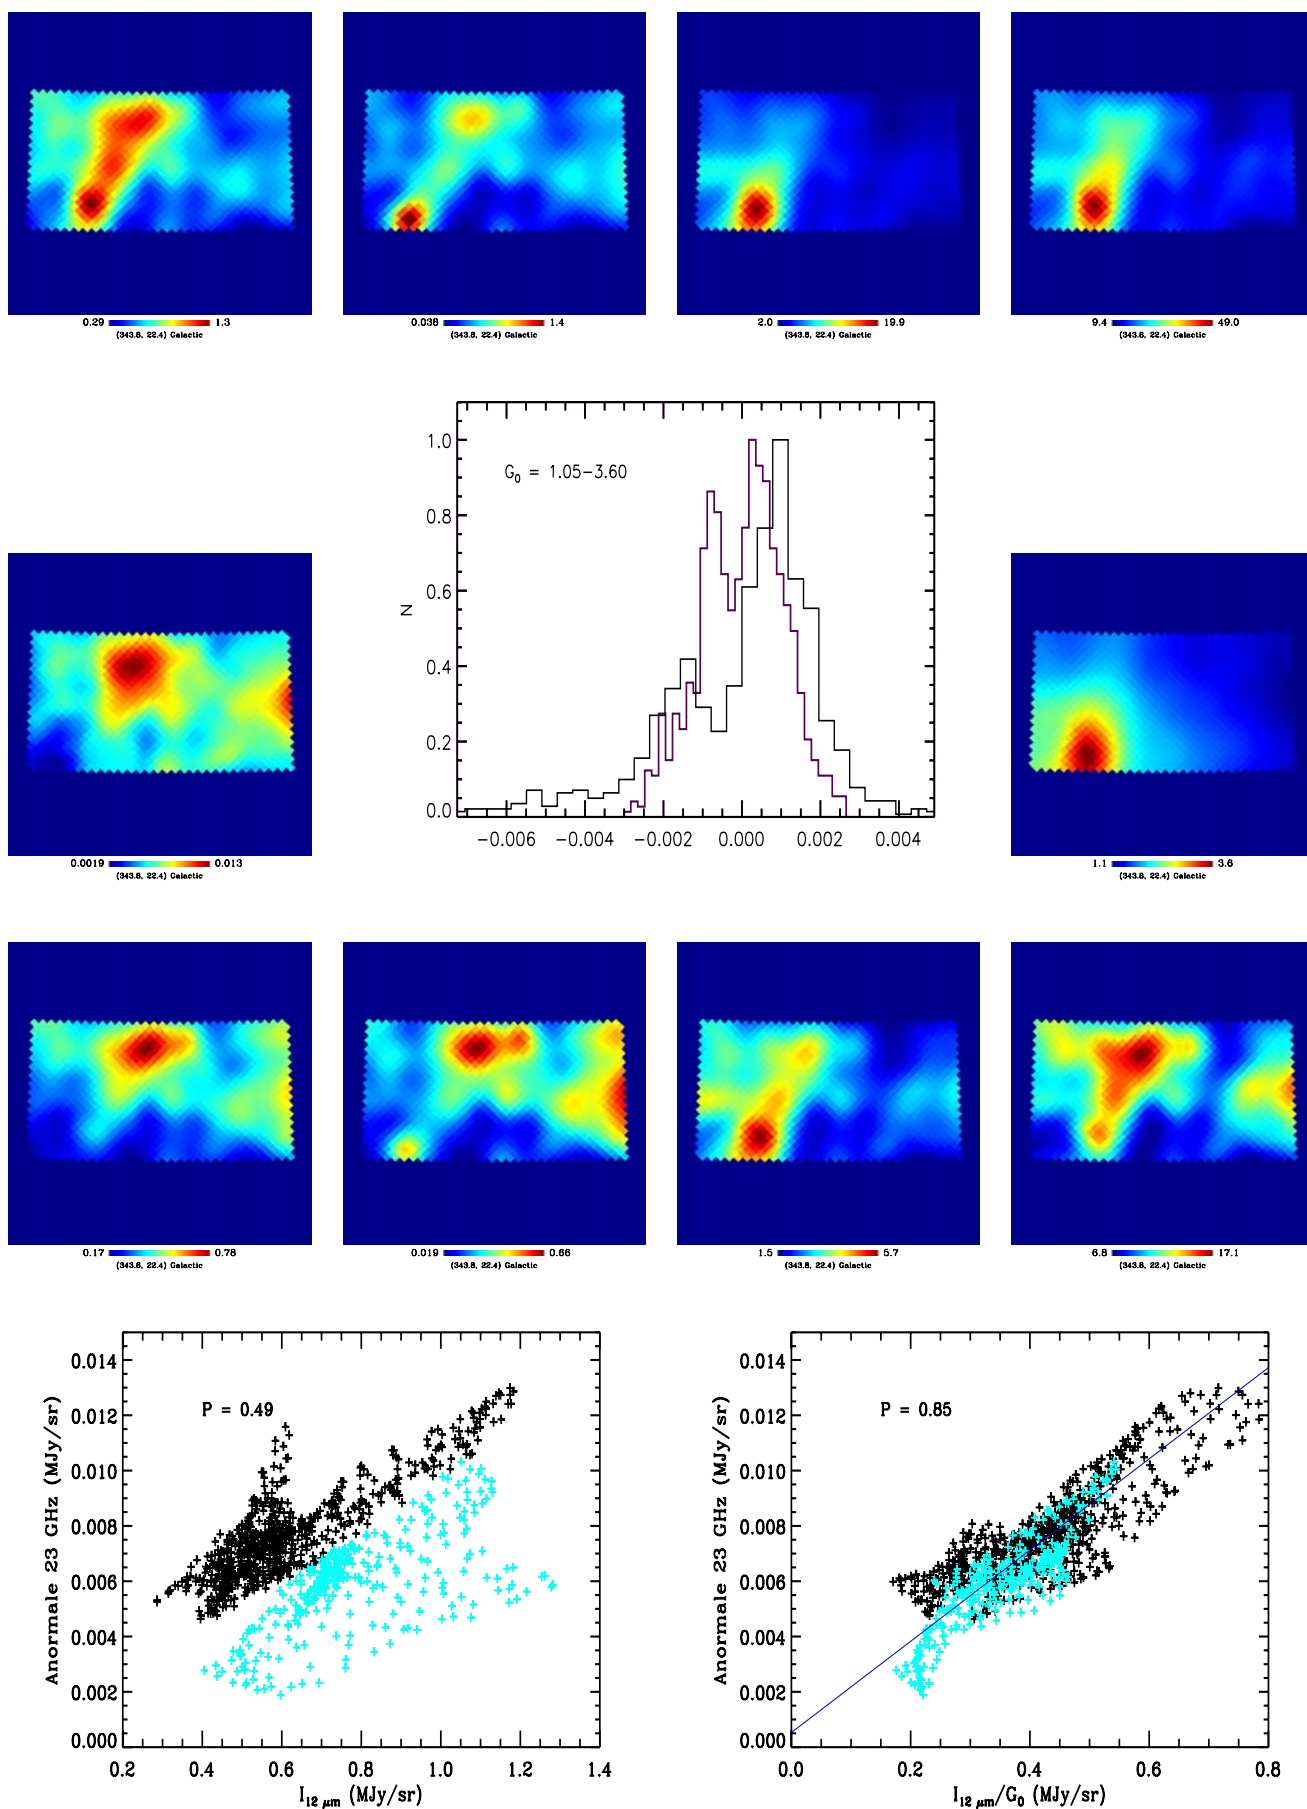 0.29 1.3
(343.8, 22.4) Galactic
0.038 1.4
(343.8, 22.4) Galactic
2.0 19.9
(343.8, 22.4) Galactic
9.4 49.0
(343.8, 22.4) Galactic
G0 = 1.05-3.60
N
1.0
0.8
0.6
0.4
0.2
0.0
-0.006 -0.004 -0.002 0.000 0.002 0.004
0.0019 0.013
(343.8, 22.4) Galactic
1.1 3.6
(343.8, 22.4) Galactic
0.17 0.78
(343.8, 22.4) Galactic
0.019 0.66
(343.8, 22.4) Galactic
1.5 5.7
(343.8, 22.4) Galactic
6.8 17.1
(343.8, 22.4) Galactic
P = 0.49
Anormale 23 GHz (MJy/sr)
0.014
0.012
0.010
0.008
0.006
0.004
0.002
0.000
0.2 0.4 0.6 0.8 1.0 1.2 1.4
I12 μm (MJy/sr)
P = 0.85
Anormale 23 GHz (MJy/sr)
0.014
0.012
0.010
0.008
0.006
0.004
0.002
0.000
0.0 0.2 0.4 0.6 0.8
I12 μm/G0 (MJy/sr)